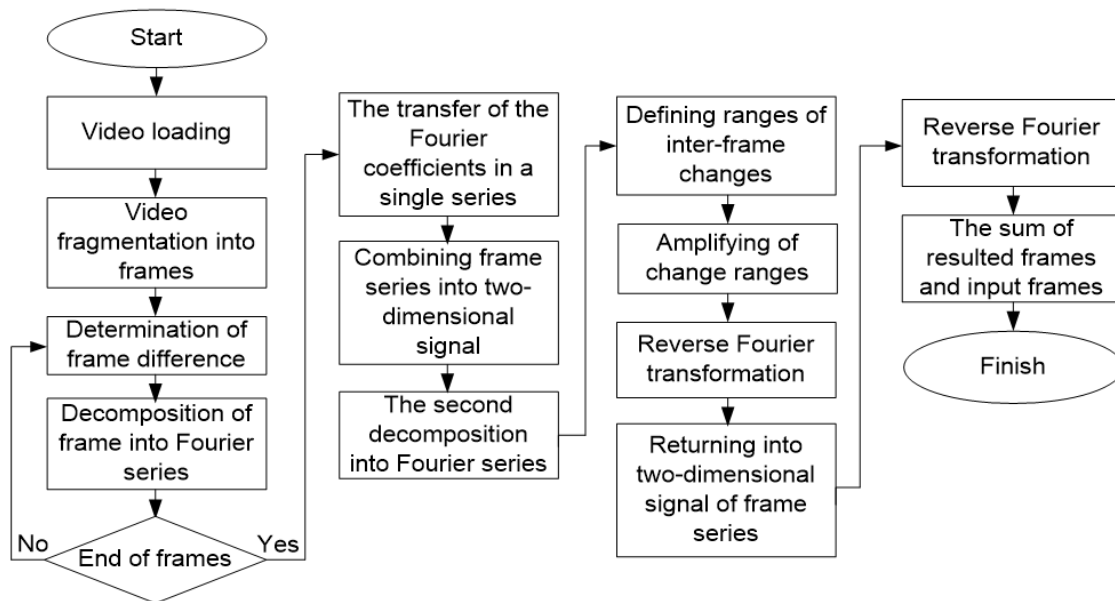 Start
Video loading
Video
fragmentation into
frames
Determination of
frame difference
Decomposition of
frame into Fourier
series
No
End of frames
Yes
The transfer of the
Fourier
coefficients in a
single series
Combining frame
series into two-
dimensional
signal
The second
decomposition
into Fourier series
Defining ranges of
inter-frame
changes
Amplifying of
change ranges
Reverse Fourier
transformation
Returning into
two-dimensional
signal of frame
series
Reverse Fourier
transformation
The sum of
resulted frames
and input frames
Finish